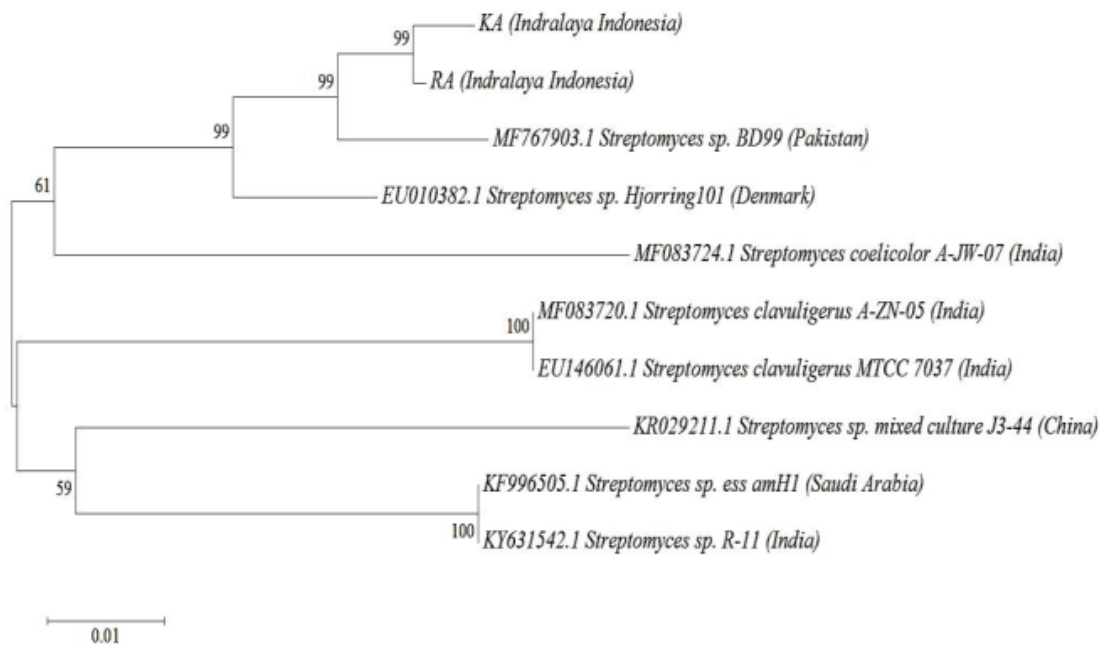 KA (Indralaya Indonesia)
99
RA (Indralaya Indonesia)
99
99
MF767903.1 Streptomyces sp. BD99 (Pakistan)
61
EU010382.1 Streptomyces sp. Hjorring101 (Denmark)
MF083724.1 Streptomyces coelicolor A-JW-07 (India)
MF083720.1 Streptomyces clavuligerus A-ZN-05 (India)
100
EU146061.1 Streptomyces clavuligerus MTCC 7037 (India)
KR029211.1 Streptomyces sp. mixed culture J3-44 (China)
59
KF996505.1 Streptomyces sp. ess amH1 (Saudi Arabia)
100
KY631542.1 Streptomyces sp. R-11 (India)
0.01